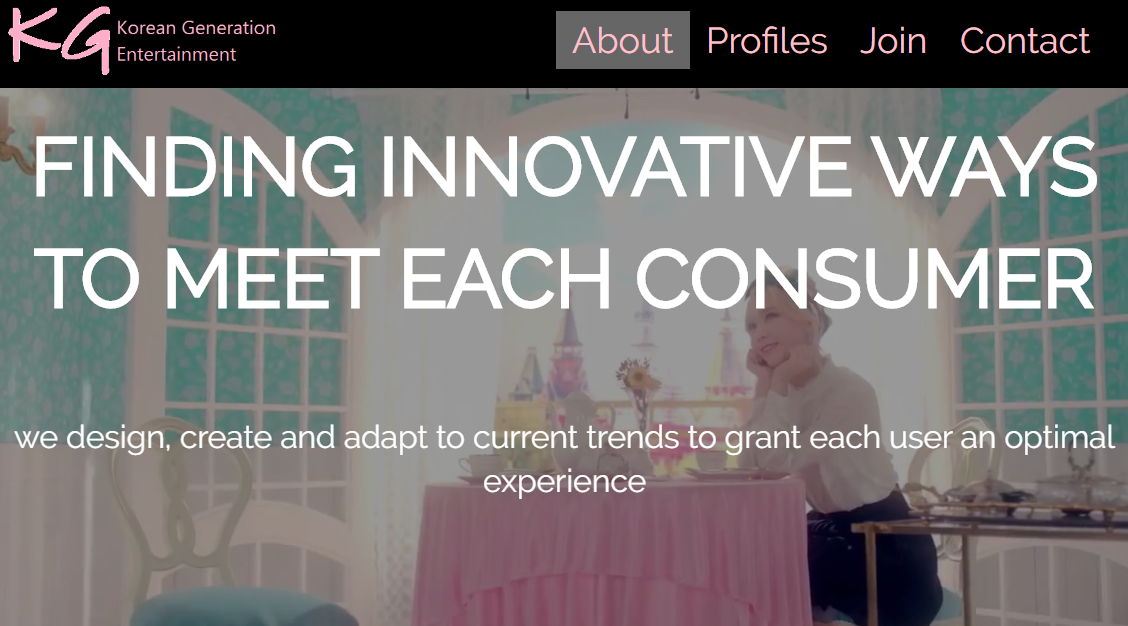 KG
Korean Generation
Entertainment
About Profiles Join Contact
FINDING INNOVATIVE WAYS
TO MEET EACH CONSUMER
we design, create and adapt to current trends to grant each user an optimal
experience